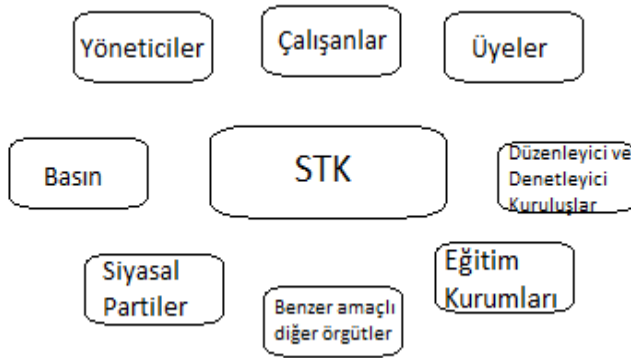 Yöneticiler
Çalışanlar
Üyeler
Basın
STK
Düzenleyici ve
Denetleyici
Kuruluşlar
Siyasal
Partiler
Benzer amaçlı
diğer örgütler
Eğitim
Kurumları